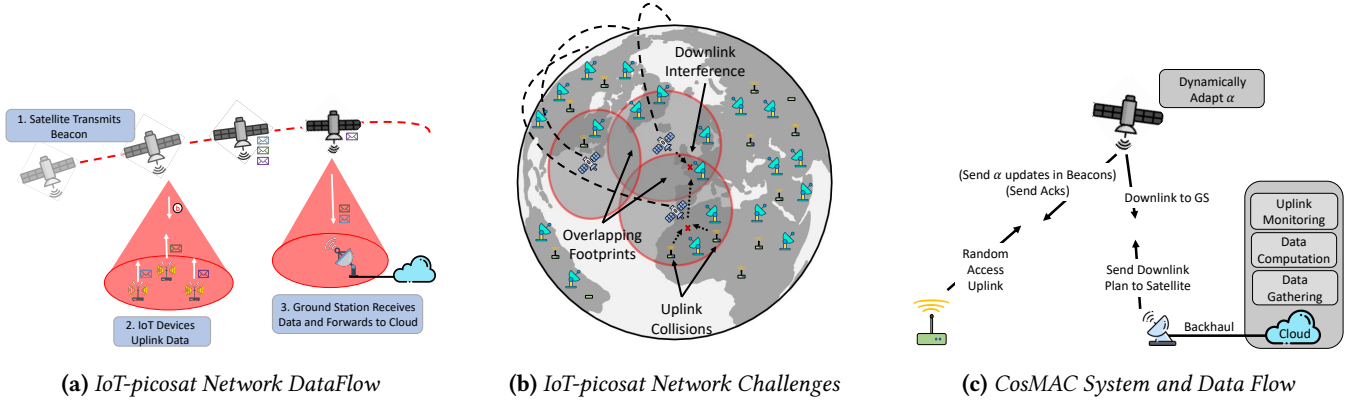 1. Satellite Transmits
Beacon
b
2. IoT Devices
Uplink Data
3. Ground Station Receives
Data and Forwards to Cloud
(a) IoT-picosat Network DataFlow
Downlink
Interference
Overlapping
Footprints
Uplink
Collisions
(b) IoT-picosat Network Challenges
Dynamically
Adapt α
(Send α updates in Beacons)
(Send Acks)
Downlink to GS
Random
Access
Uplink
Send Downlink
Plan to Satellite
Backhaul
Uplink
Monitoring
Data
Computation
Data
Gathering
Cloud
(c) CosMAC System and Data Flow